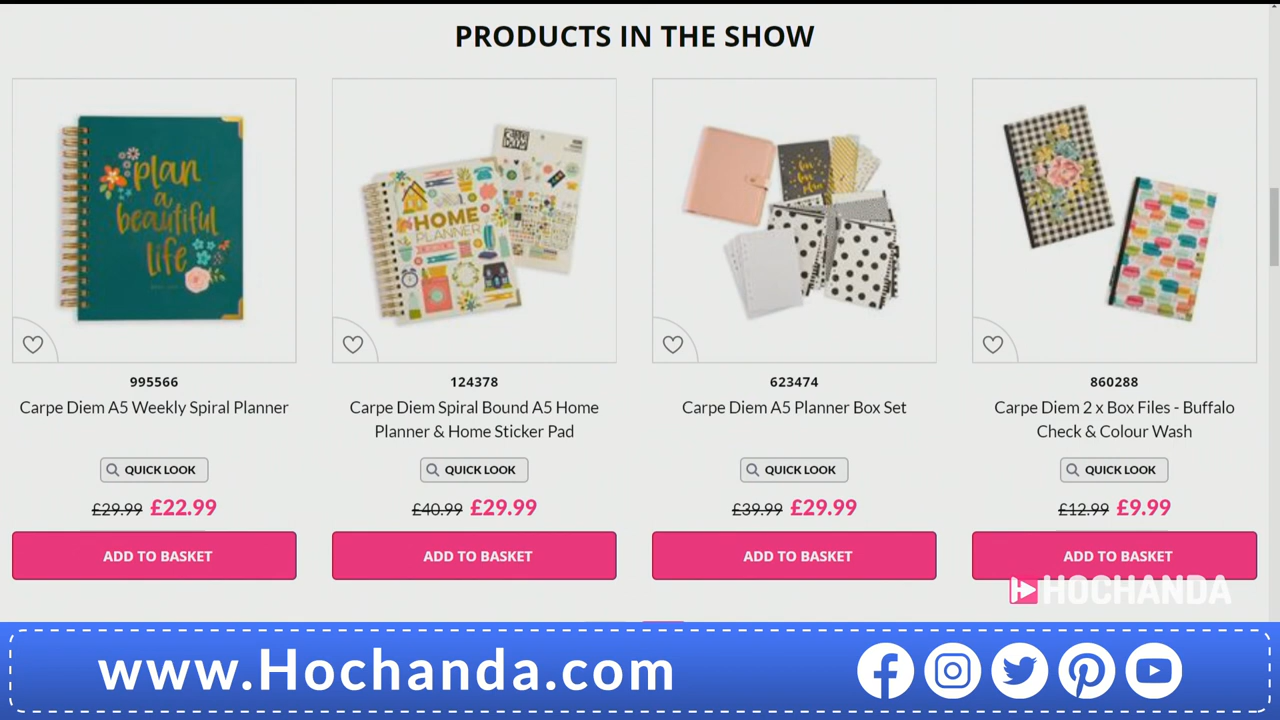 PRODUCTS IN THE SHOW
plan
a
beautiful
life
HOME
PLANNER
995566
124378
623474
860288
Carpe Diem A5 Weekly Spiral Planner
Carpe Diem Spiral Bound A5 Home
Planner & Home Sticker Pad
Carpe Diem A5 Planner Box Set
Carpe Diem 2 x Box Files - Buffalo
Check & Colour Wash
QUICK LOOK
QUICK LOOK
QUICK LOOK
QUICK LOOK
£29.99 £22.99
£40.99 £29.99
£39.99 £29.99
£12.99 £9.99
ADD TO BASKET
ADD TO BASKET
ADD TO BASKET
ADD TO BASKET
HOCHANDA
www.Hochanda.com